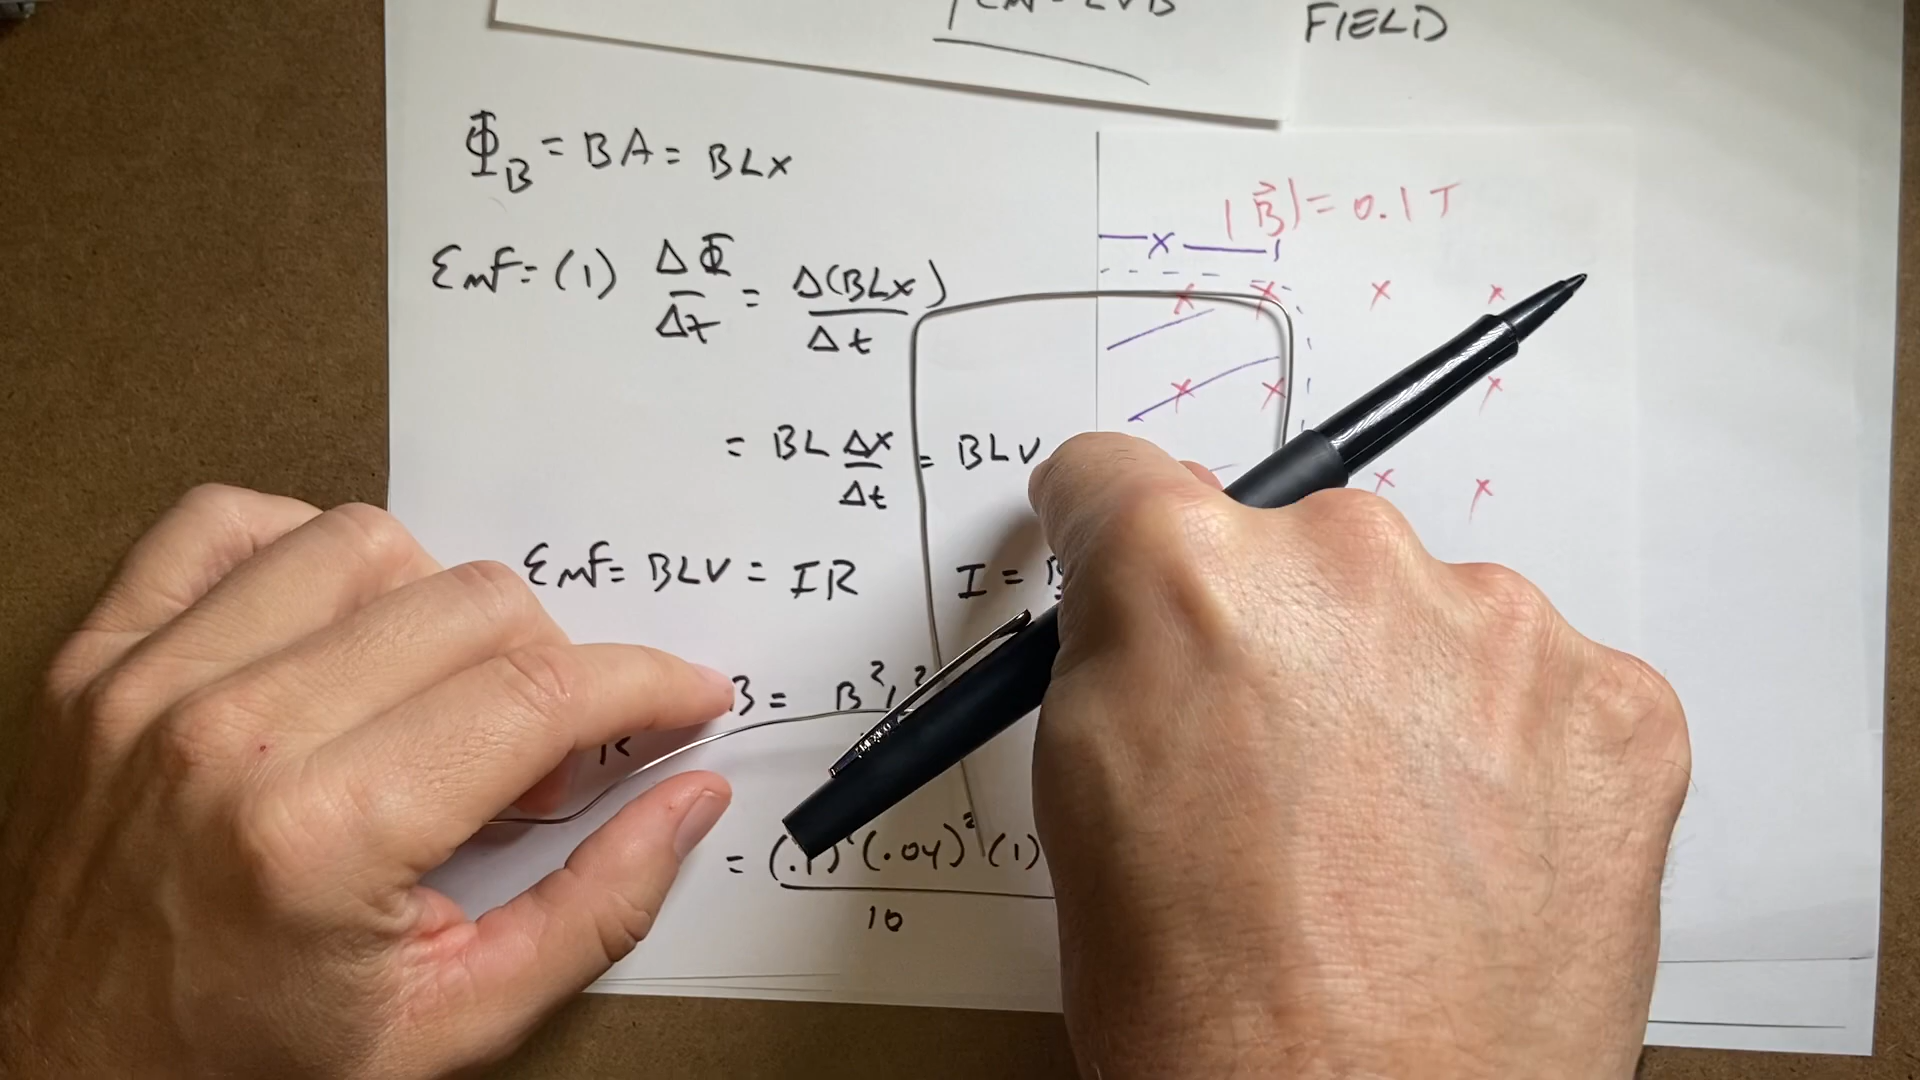 FIELD
Φ_B = BA = BLx
|B⃗| = 0.1 T
x
Emf = (1) ΔΦ/Δt = Δ(BLx)/Δt
= BL Δx/Δt = BLV
Emf = BLV = IR
I =
B = B²
R
= (.1)²(.04)²(1)
10